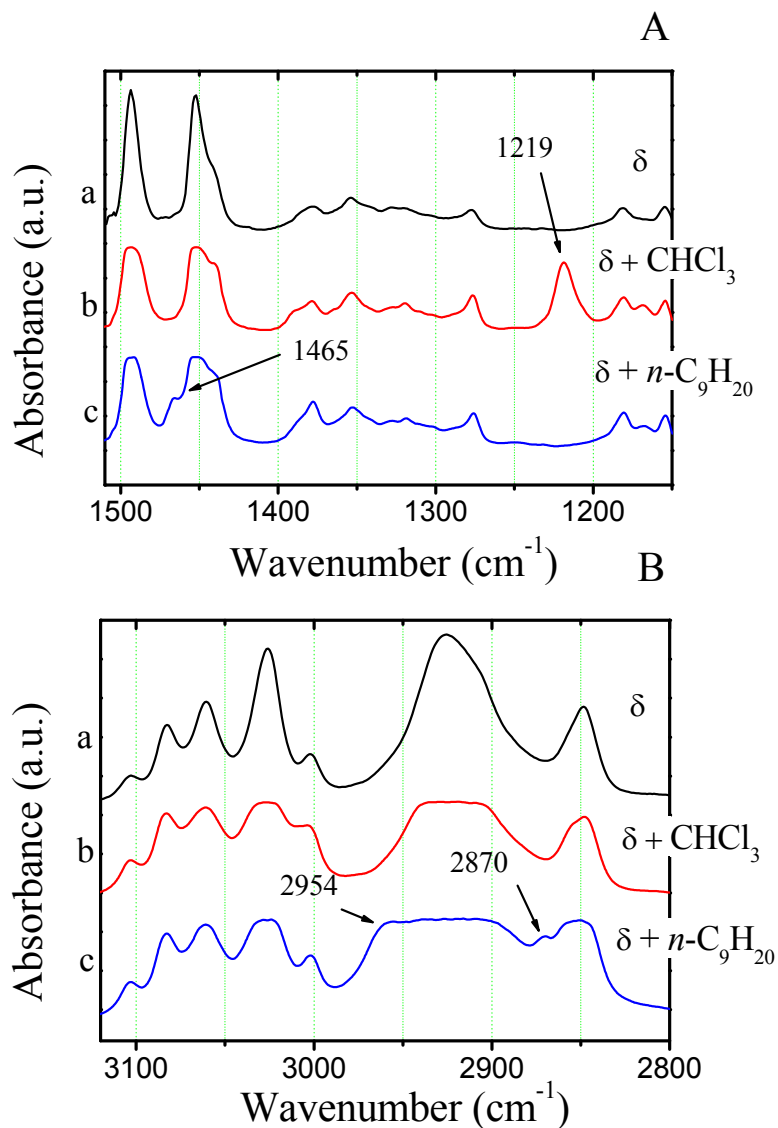 A
Absorbance (a.u.)
1219
δ
a
δ + CHCl₃
b
1465
δ + n-C₉H₂₀
c
1500 1400 1300 1200
Wavenumber (cm⁻¹)
B
Absorbance (a.u.)
δ
a
δ + CHCl₃
b
2954
2870
δ + n-C₉H₂₀
c
3100 3000 2900 2800
Wavenumber (cm⁻¹)